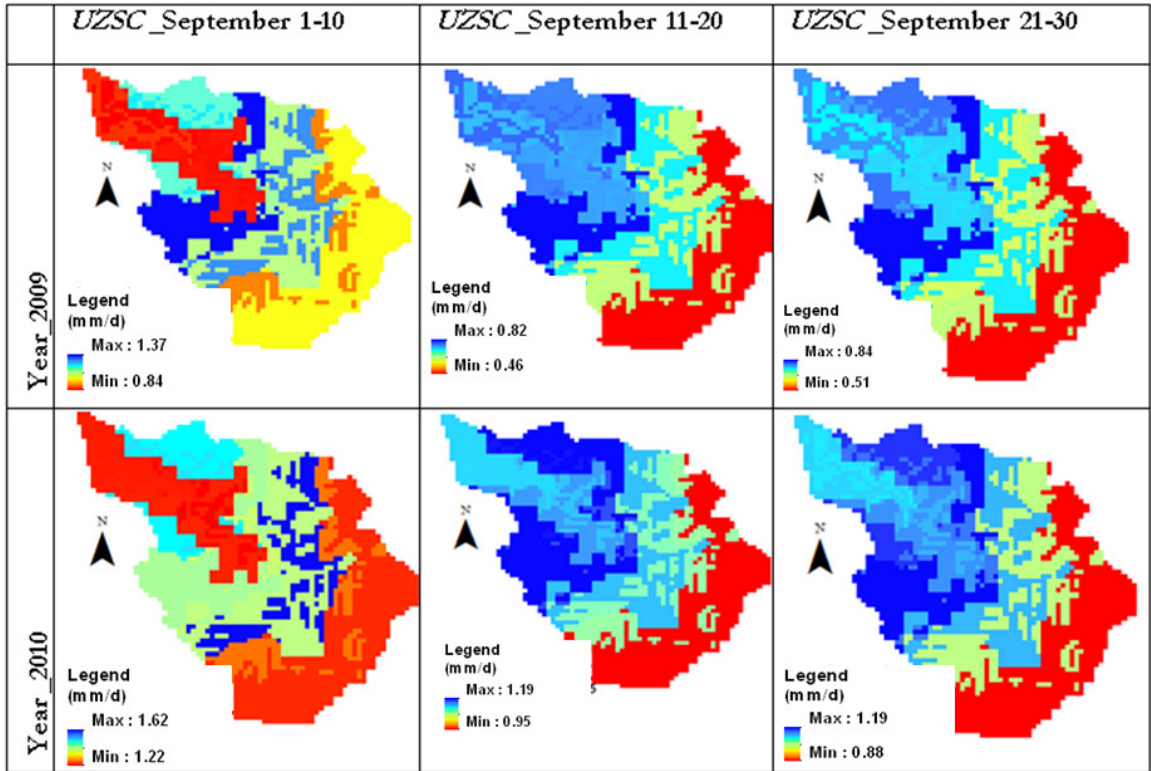 UZSC_September 1-10
UZSC_September 11-20
UZSC_September 21-30
Year_2009
N
Legend
(mm/d)
Max : 1.37
Min : 0.84
N
Legend
(mm/d)
Max : 0.82
Min : 0.46
N
Legend
(mm/d)
Max : 0.84
Min : 0.51
Year_2010
N
Legend
(mm/d)
Max : 1.62
Min : 1.22
N
Legend
(mm/d)
Max : 1.19
Min : 0.95
N
Legend
(mm/d)
Max : 1.19
Min : 0.88